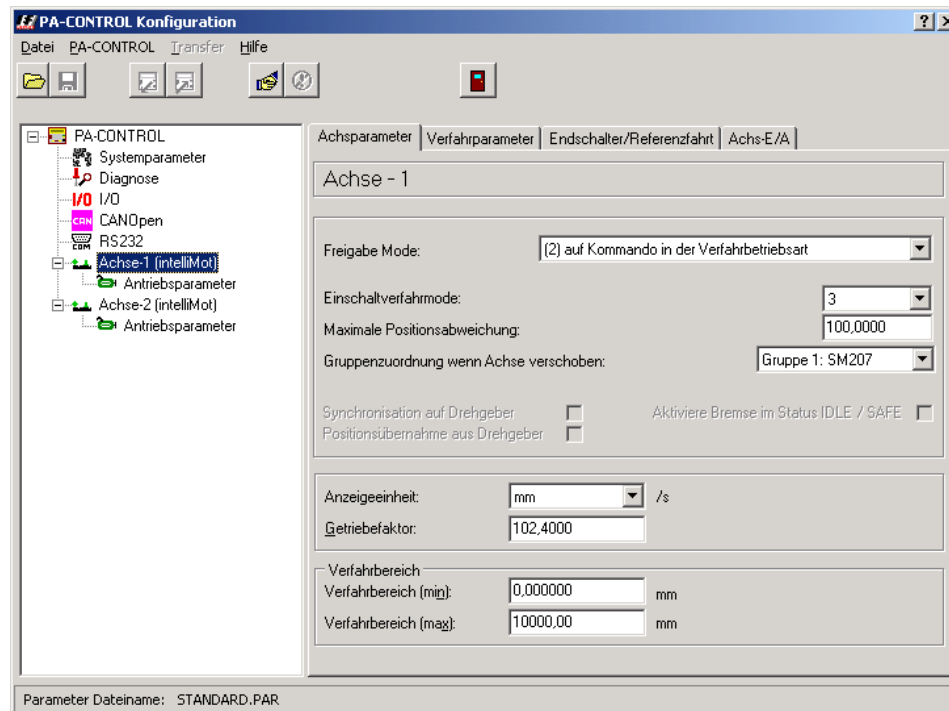 PA-CONTROL Konfiguration
Datei PA-CONTROL Transfer Hilfe
PA-CONTROL
Systemparameter
Diagnose
I/O I/O
CAN CANOpen
COM RS232
Achse-1 (intelliMot)
Antriebsparameter
Achse-2 (intelliMot)
Antriebsparameter
Achsparameter Verfahrparameter Endschalter/Referenzfahrt Achs-E/A
Achse - 1
Freigabe Mode: (2) auf Kommando in der Verfahrbetriebsart
Einschaltverfahrmode: 3
Maximale Positionsabweichung: 100,0000
Gruppenzuordnung wenn Achse verschoben: Gruppe 1: SM207
Synchronisation auf Drehgeber Aktiviere Bremse im Status IDLE / SAFE
Positionsübernahme aus Drehgeber
Anzeigeeinheit: mm /s
Getriebefaktor: 102,4000
Verfahrbereich
Verfahrbereich (min): 0,000000 mm
Verfahrbereich (max): 10000,00 mm
Parameter Dateiname: STANDARD.PAR